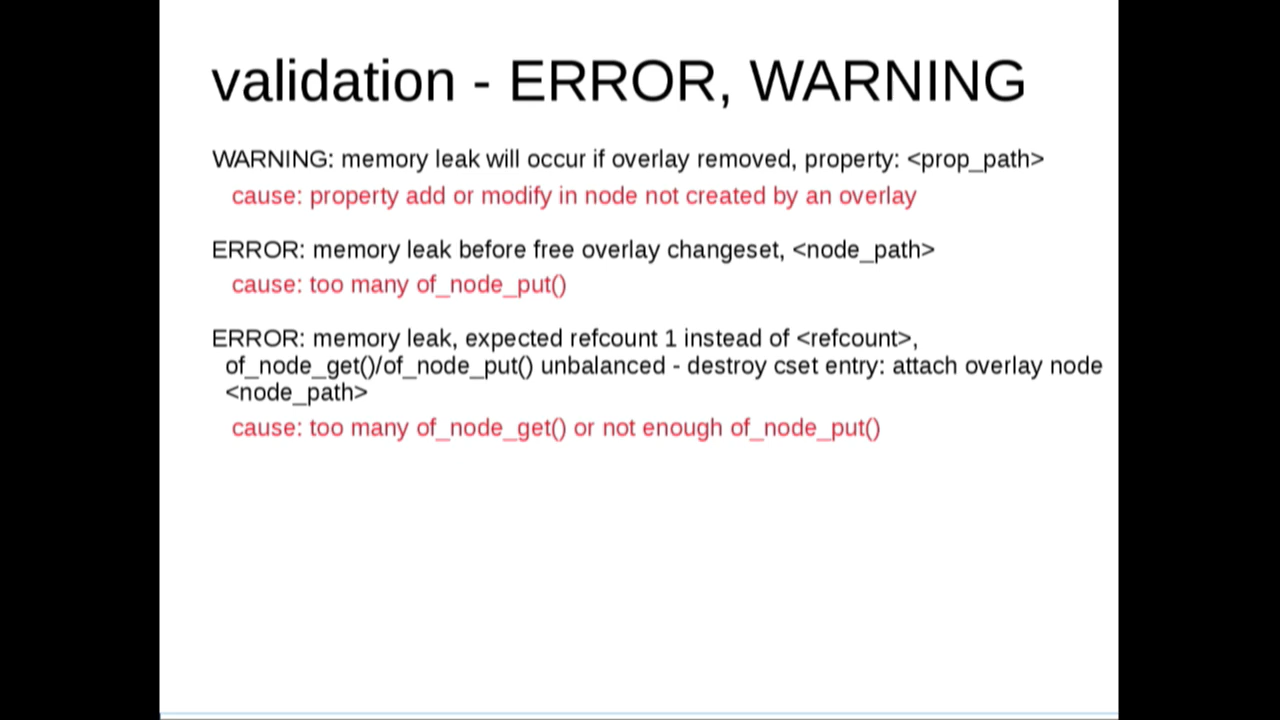 validation - ERROR, WARNING
WARNING: memory leak will occur if overlay removed, property: <prop_path>
cause: property add or modify in node not created by an overlay
ERROR: memory leak before free overlay changeset, <node_path>
cause: too many of_node_put()
ERROR: memory leak, expected refcount 1 instead of <refcount>,
of_node_get()/of_node_put() unbalanced - destroy cset entry: attach overlay node
<node_path>
cause: too many of_node_get() or not enough of_node_put()